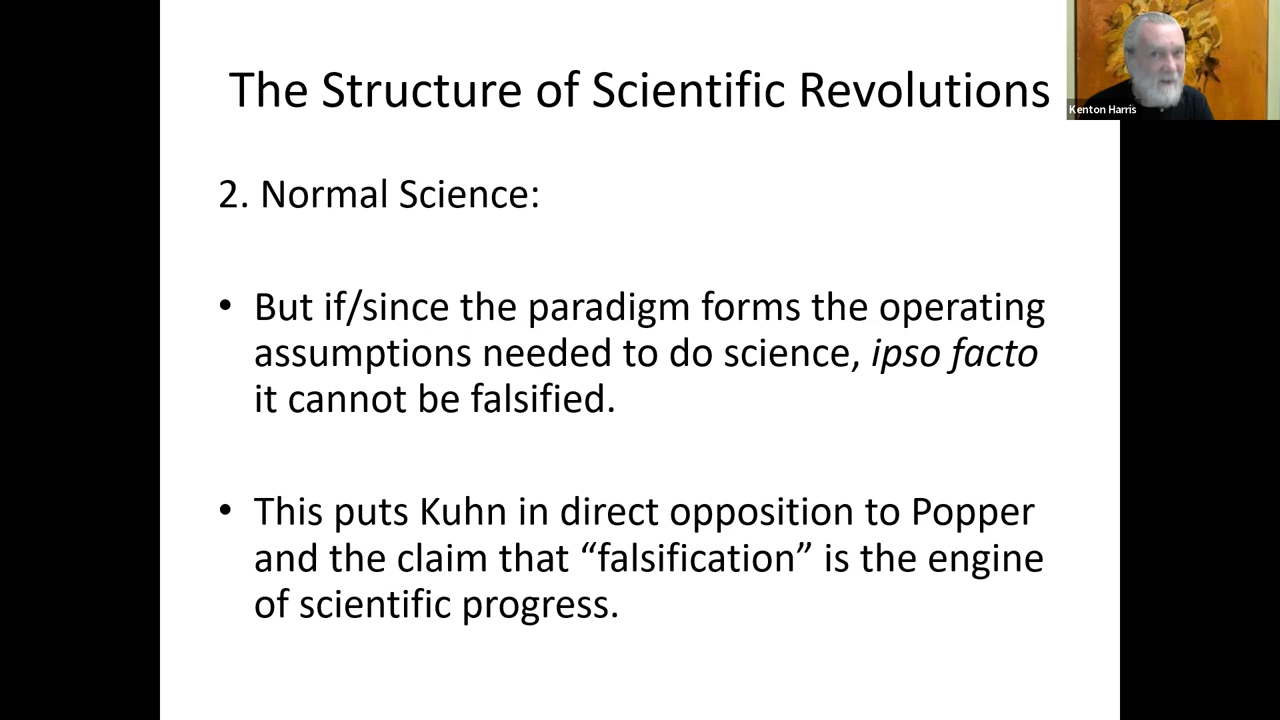 The Structure of Scientific Revolutions
Kenton Harris
2. Normal Science:
• But if/since the paradigm forms the operating
assumptions needed to do science, ipso facto
it cannot be falsified.
• This puts Kuhn in direct opposition to Popper
and the claim that “falsification” is the engine
of scientific progress.